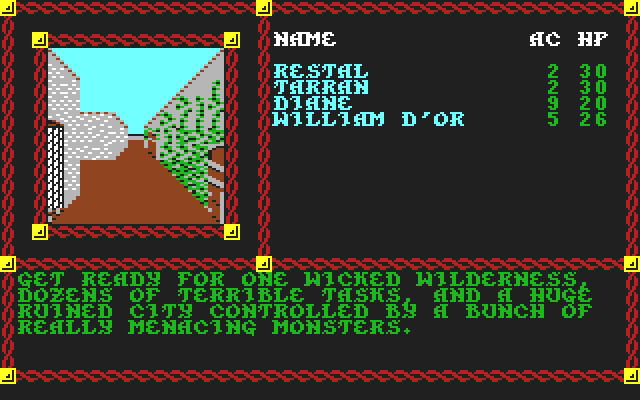 NAME AC HP
RESTAL 2 30
TARRAN 2 30
DIANE 9 20
WILLIAM D'OR 5 26
GET READY FOR ONE WICKED WILDERNESS,
DOZENS OF TERRIBLE TASKS, AND A HUGE
RUINED CITY CONTROLLED BY A BUNCH OF
REALLY MENACING MONSTERS.